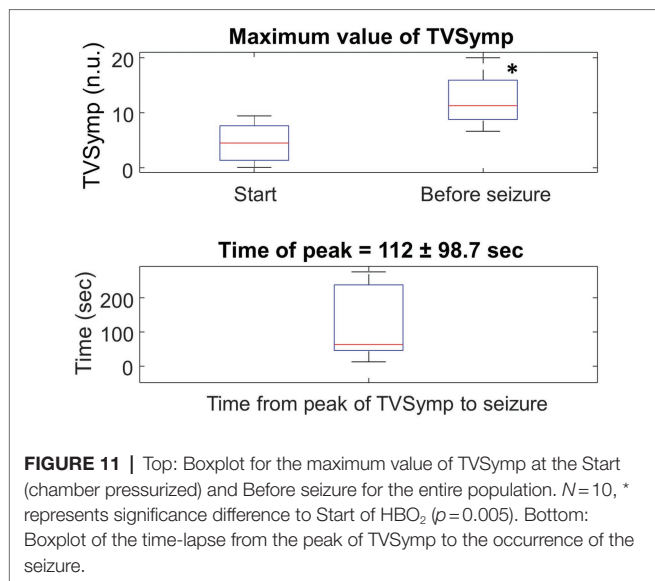 Maximum value of TVSymp
20
10
0
TVSymp (n.u.)
*
Start Before seizure
Time of peak = 112 ± 98.7 sec
200
100
0
Time (sec)
Time from peak of TVSymp to seizure
FIGURE 11 | Top: Boxplot for the maximum value of TVSymp at the Start
(chamber pressurized) and Before seizure for the entire population. N=10, *
represents significance difference to Start of HBO₂ (p=0.005). Bottom:
Boxplot of the time-lapse from the peak of TVSymp to the occurrence of the
seizure.